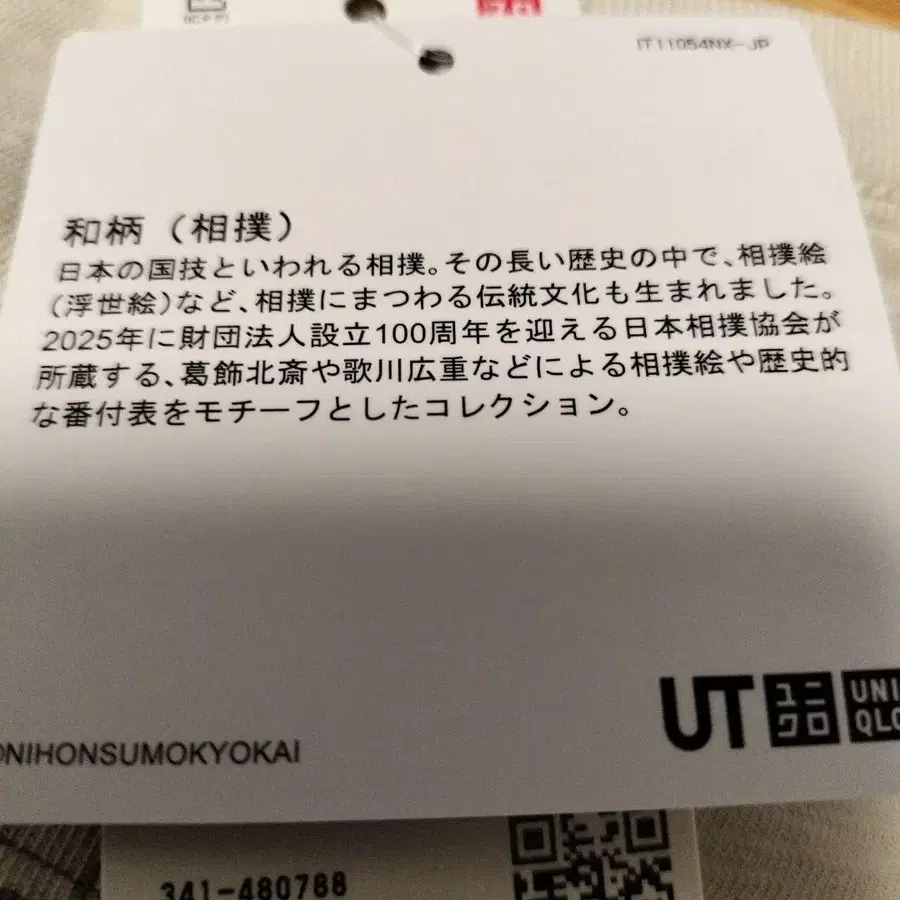 IT11054NX-JP
和柄（相撲）
日本の国技といわれる相撲。その長い歴史の中で、相撲絵
（浮世絵）など、相撲にまつわる伝統文化も生まれました。
2025年に財団法人設立100周年を迎える日本相撲協会が
所蔵する、葛飾北斎や歌川広重などによる相撲絵や歴史的
な番付表をモチーフとしたコレクション。
UT ユニクロ UNI
QLO
NIHONSUMOKYOKAI
341-480788